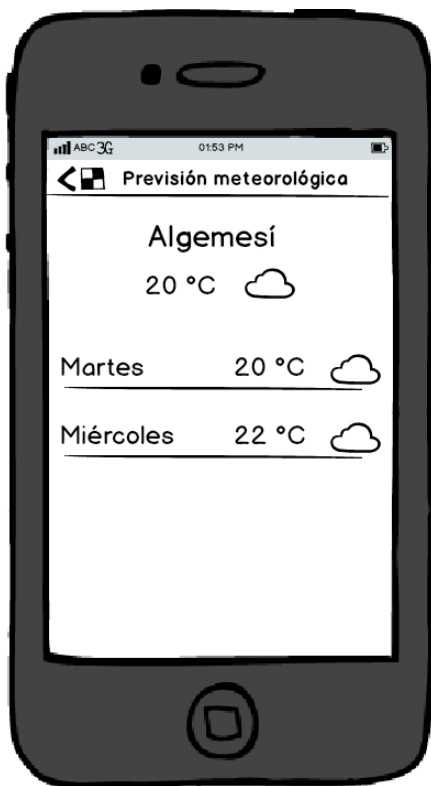 ABC 3G 01:53 PM
Previsión meteorológica
Algemesí
20 °C
Martes 20 °C
Miércoles 22 °C